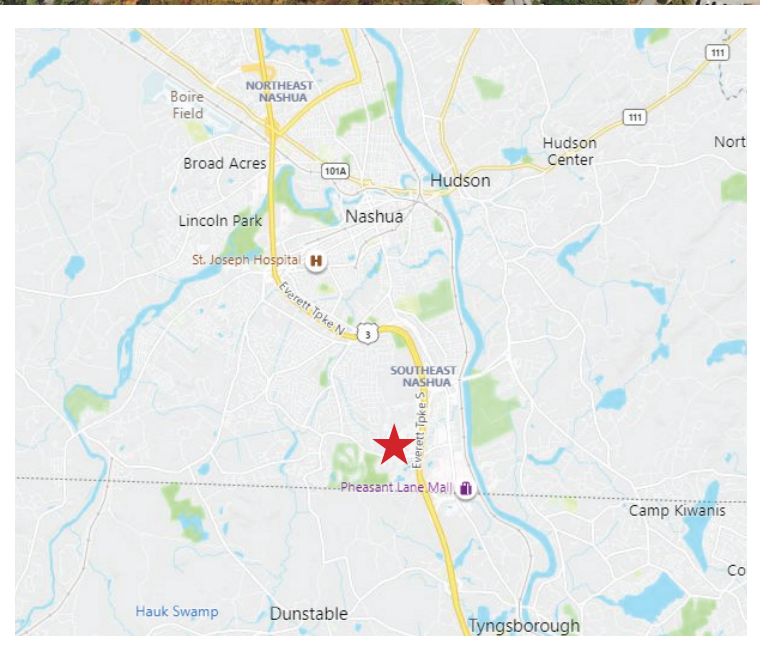 111
NORTHEAST
NASHUA
Boire
Field
111
Hudson
Center
Nort
Broad Acres
101A
Hudson
Nashua
Lincoln Park
St. Joseph Hospital
H
Everett Tpke N
3
SOUTHEAST
NASHUA
Everett Tpke S
Pheasant Lane Mall
Camp Kiwanis
Co
Hauk Swamp
Dunstable
Tyngsborough